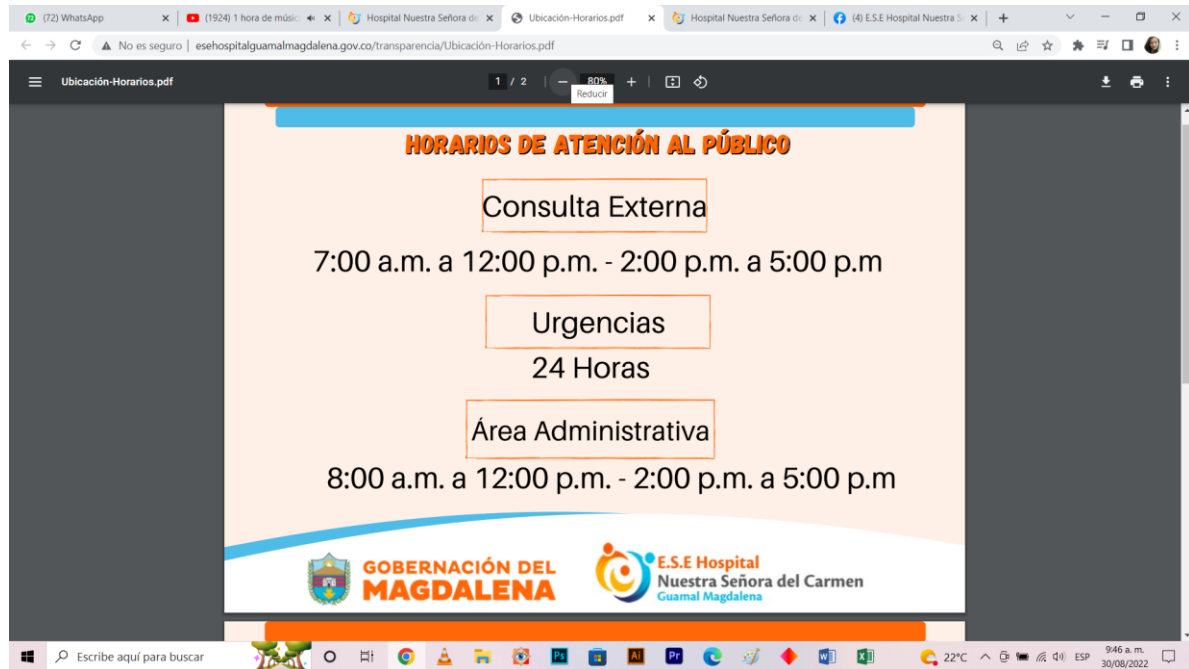 (72) WhatsApp
(1924) 1 hora de músic
Hospital Nuestra Señora de
Ubicación-Horarios.pdf
Hospital Nuestra Señora de
(4) E.S.E Hospital Nuestra S
No es seguro | esehospitalguamalmagdalena.gov.co/transparencia/Ubicación-Horarios.pdf
Ubicación-Horarios.pdf
1 / 2
80%
Reducir
HORARIOS DE ATENCIÓN AL PÚBLICO
Consulta Externa
7:00 a.m. a 12:00 p.m. - 2:00 p.m. a 5:00 p.m
Urgencias
24 Horas
Área Administrativa
8:00 a.m. a 12:00 p.m. - 2:00 p.m. a 5:00 p.m
GOBERNACIÓN DEL
MAGDALENA
E.S.E Hospital
Nuestra Señora del Carmen
Guamal Magdalena
Escribe aquí para buscar
Ps
Ai
Pr
22°C
ESP
9:46 a. m.
30/08/2022